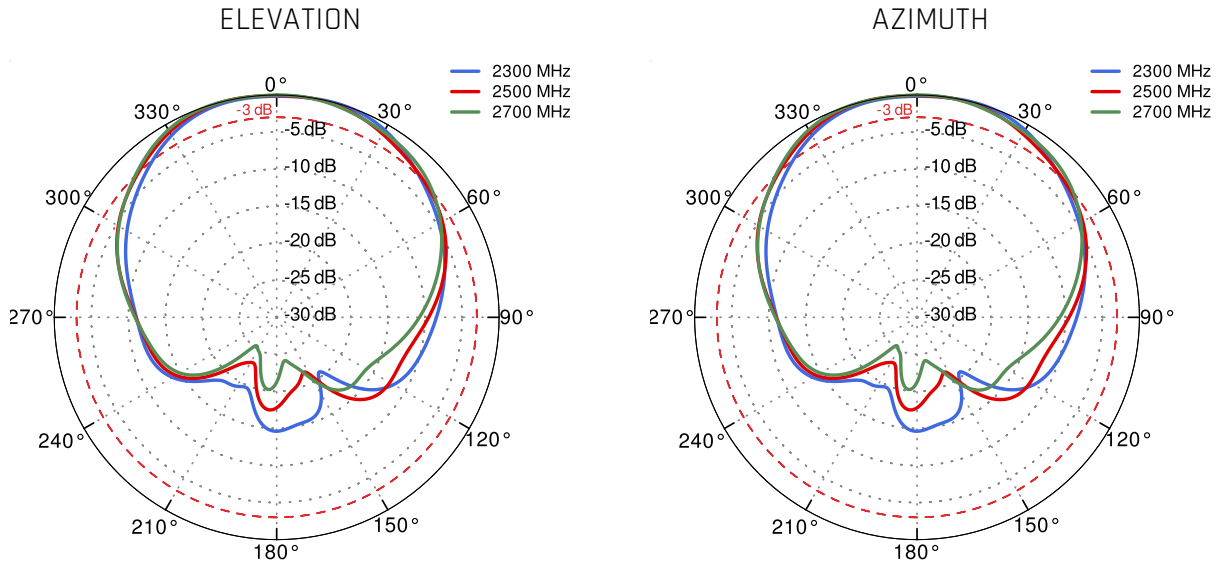 ELEVATION
2300 MHz
2500 MHz
2700 MHz
0°
330°
30°
-3 dB
-5 dB
-10 dB
300°
60°
-15 dB
-20 dB
-25 dB
-30 dB
270°
90°
240°
120°
210°
150°
180°
AZIMUTH
2300 MHz
2500 MHz
2700 MHz
0°
330°
30°
-3 dB
-5 dB
-10 dB
300°
60°
-15 dB
-20 dB
-25 dB
-30 dB
270°
90°
240°
120°
210°
150°
180°